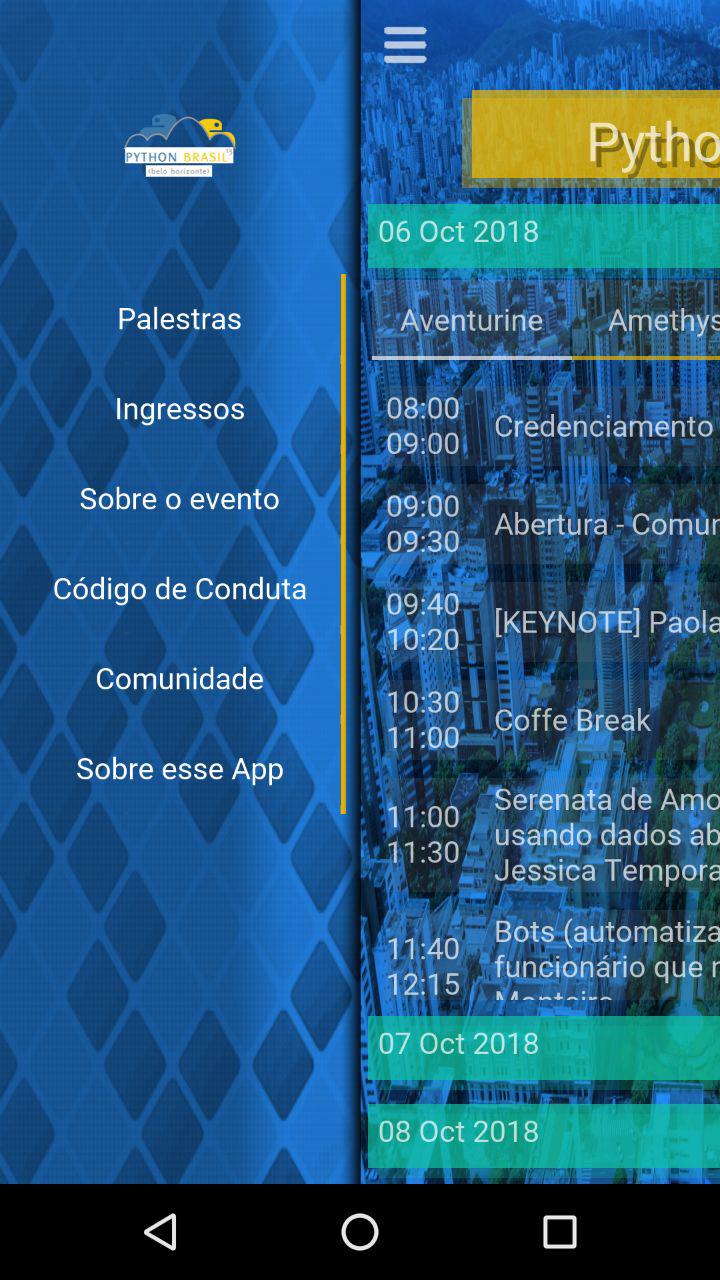 PYTHON BRASIL
<belo horizonte>
Palestras
Ingressos
Sobre o evento
Código de Conduta
Comunidade
Sobre esse App
Pytho
06 Oct 2018
Aventurine Amethys
08:00
09:00
Credenciamento
09:00
09:30
Abertura - Comun
09:40
10:20
[KEYNOTE] Paola
10:30
11:00
Coffe Break
11:00
11:30
Serenata de Amo
usando dados ab
Jessica Tempora
11:40
12:15
Bots (automatiza
funcionário que
Monteiro
07 Oct 2018
08 Oct 2018